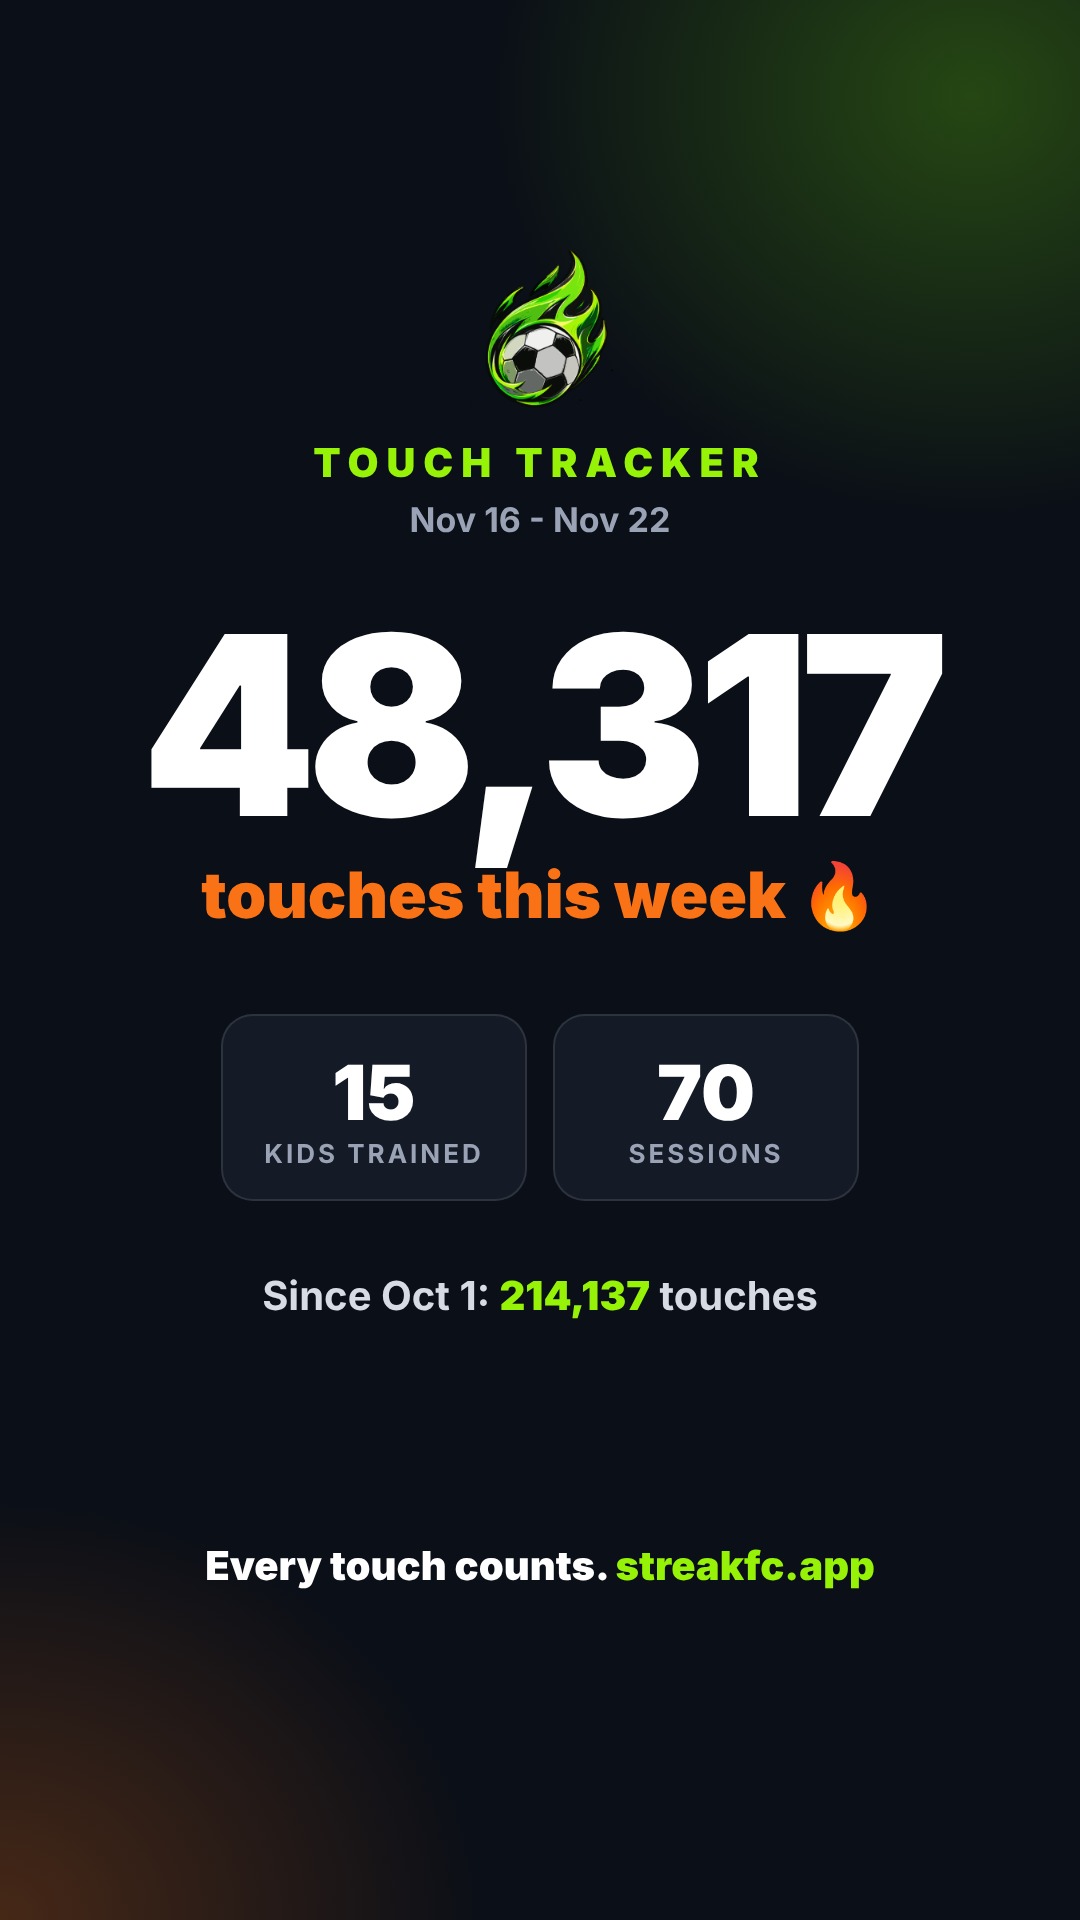 TOUCH TRACKER
Nov 16 - Nov 22
48,317
touches this week 🔥
15
KIDS TRAINED
70
SESSIONS
Since Oct 1: 214,137 touches
Every touch counts. streakfc.app